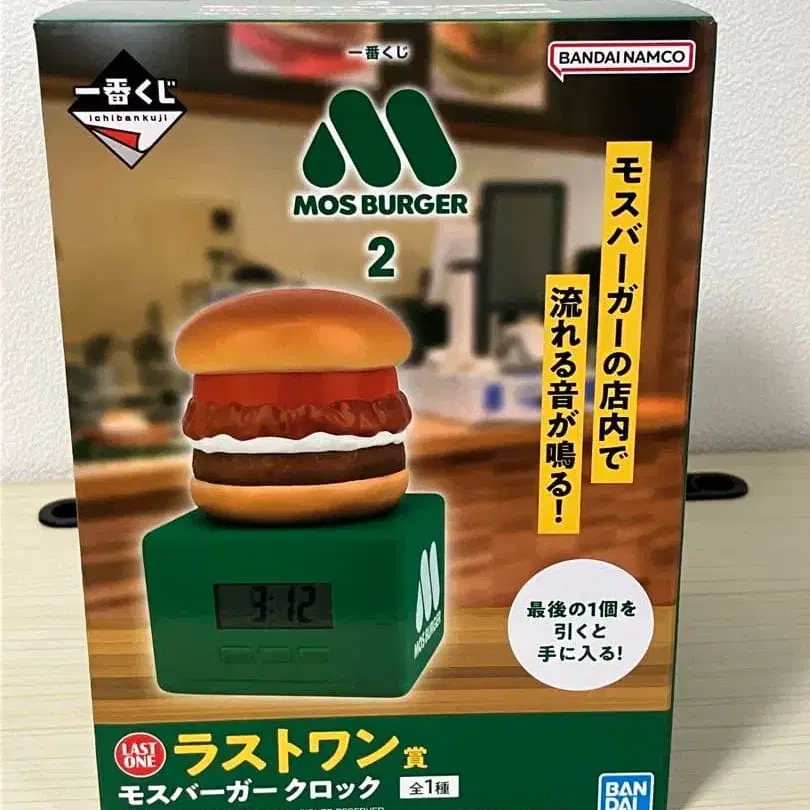 一番くじ
BANDAI NAMCO
一番くじ
ichibankuji
MOS BURGER
2
モスバーガーの店内で
流れる音が鳴る!
9:12
MOS BURGER
最後の1個を
引くと
手に入る!
LAST
ONE
ラストワン賞
モスバーガー クロック 全1種
BAN
DAI